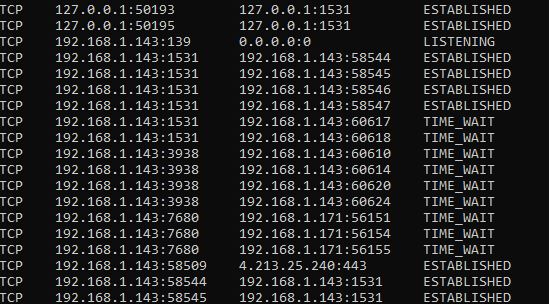 TCP    127.0.0.1:50193        127.0.0.1:1531         ESTABLISHED
TCP    127.0.0.1:50195        127.0.0.1:1531         ESTABLISHED
TCP    192.168.1.143:139      0.0.0.0:0              LISTENING
TCP    192.168.1.143:1531     192.168.1.143:58544    ESTABLISHED
TCP    192.168.1.143:1531     192.168.1.143:58545    ESTABLISHED
TCP    192.168.1.143:1531     192.168.1.143:58546    ESTABLISHED
TCP    192.168.1.143:1531     192.168.1.143:58547    ESTABLISHED
TCP    192.168.1.143:1531     192.168.1.143:60617    TIME_WAIT
TCP    192.168.1.143:1531     192.168.1.143:60618    TIME_WAIT
TCP    192.168.1.143:3938     192.168.1.143:60610    TIME_WAIT
TCP    192.168.1.143:3938     192.168.1.143:60614    TIME_WAIT
TCP    192.168.1.143:3938     192.168.1.143:60620    TIME_WAIT
TCP    192.168.1.143:3938     192.168.1.143:60624    TIME_WAIT
TCP    192.168.1.143:7680     192.168.1.171:56151    TIME_WAIT
TCP    192.168.1.143:7680     192.168.1.171:56154    TIME_WAIT
TCP    192.168.1.143:7680     192.168.1.171:56155    TIME_WAIT
TCP    192.168.1.143:58509    4.213.25.240:443       ESTABLISHED
TCP    192.168.1.143:58544    192.168.1.143:1531     ESTABLISHED
TCP    192.168.1.143:58545    192.168.1.143:1531     ESTABLISHED